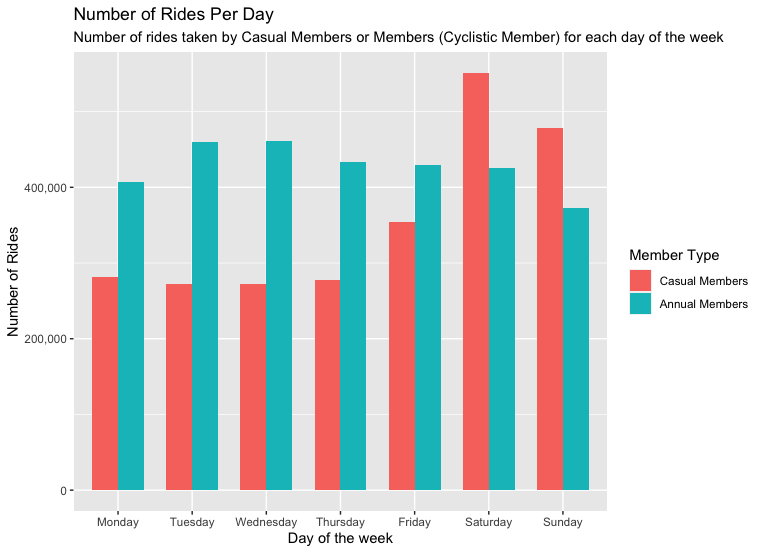 Number of Rides Per Day
Number of rides taken by Casual Members or Members (Cyclistic Member) for each day of the week
Number of Rides
400,000
200,000
0
Monday Tuesday Wednesday Thursday Friday Saturday Sunday
Day of the week
Member Type
Casual Members
Annual Members